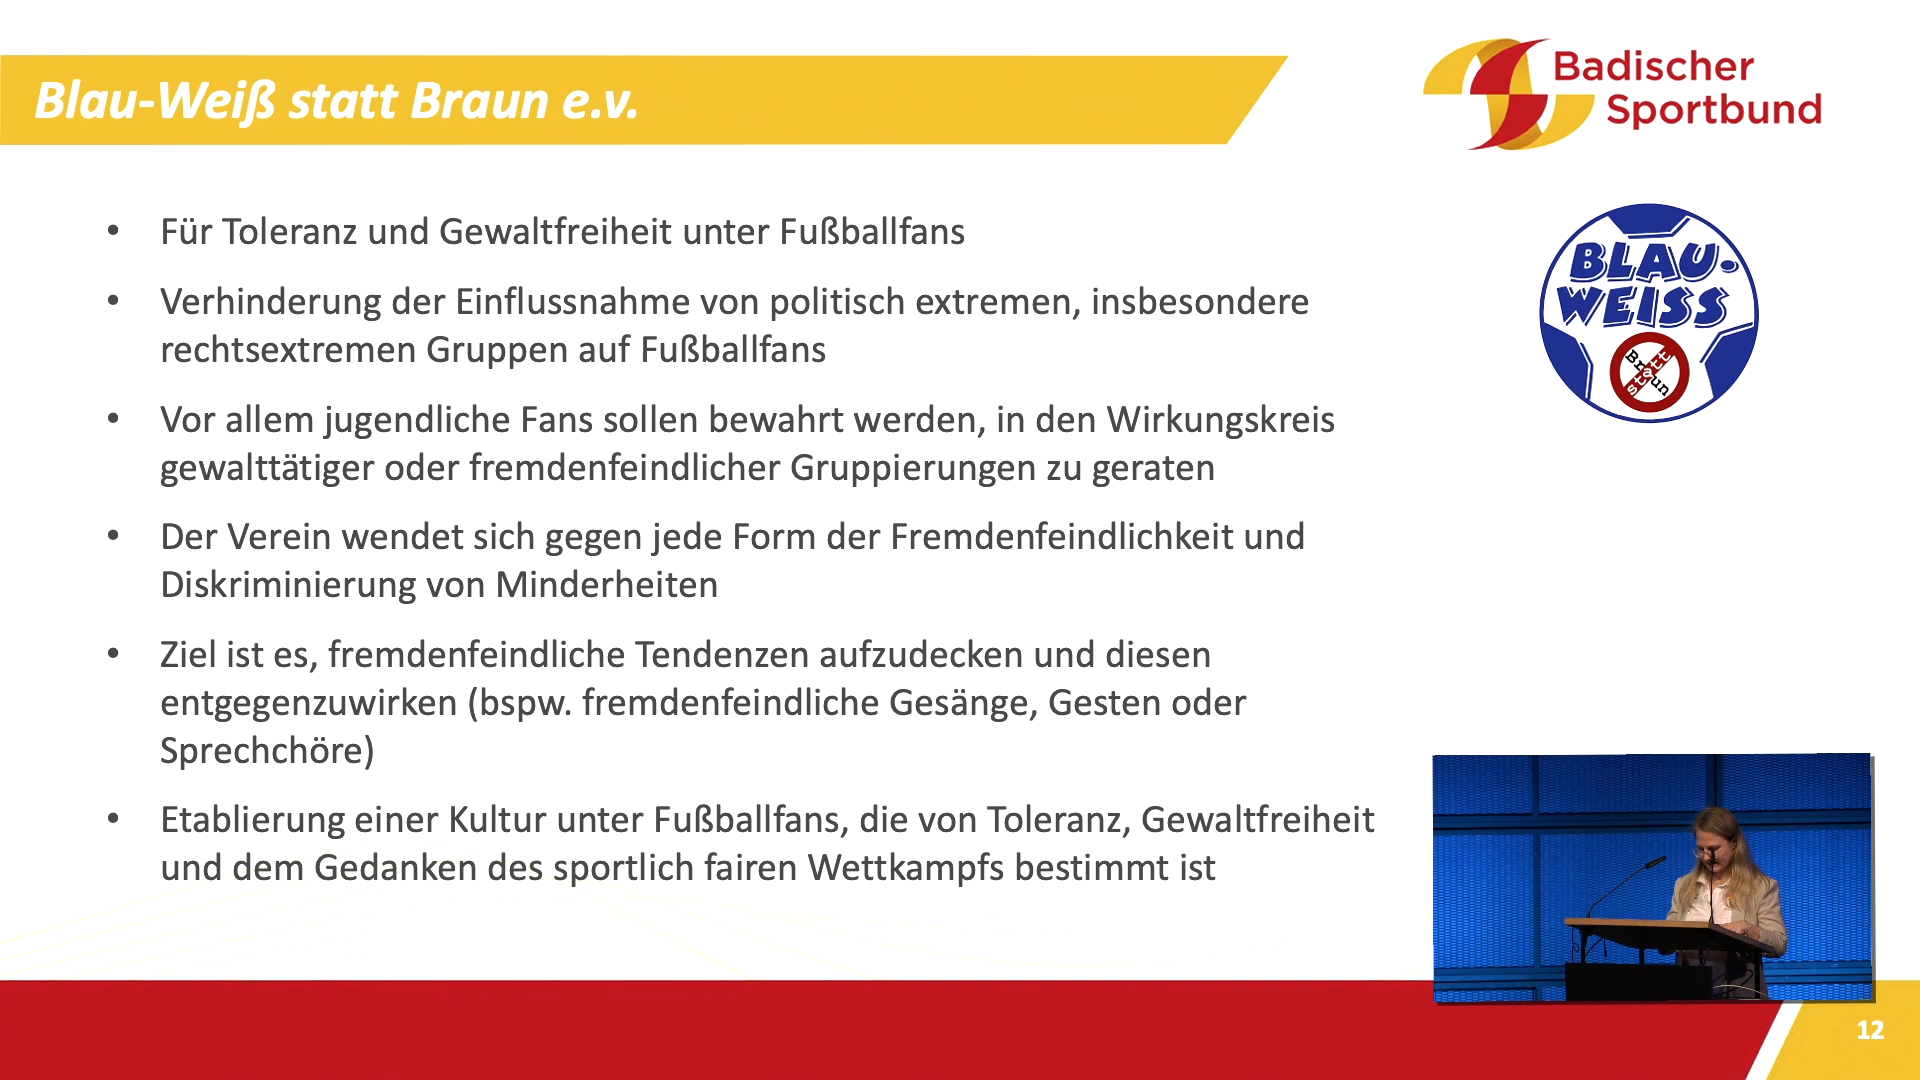 Blau-Weiß statt Braun e.v.
Badischer
Sportbund
• Für Toleranz und Gewaltfreiheit unter Fußballfans
• Verhinderung der Einflussnahme von politisch extremen, insbesondere
rechtsextremen Gruppen auf Fußballfans
• Vor allem jugendliche Fans sollen bewahrt werden, in den Wirkungskreis
gewalttätiger oder fremdenfeindlicher Gruppierungen zu geraten
• Der Verein wendet sich gegen jede Form der Fremdenfeindlichkeit und
Diskriminierung von Minderheiten
• Ziel ist es, fremdenfeindliche Tendenzen aufzudecken und diesen
entgegenzuwirken (bspw. fremdenfeindliche Gesänge, Gesten oder
Sprechchöre)
• Etablierung einer Kultur unter Fußballfans, die von Toleranz, Gewaltfreiheit
und dem Gedanken des sportlich fairen Wettkampfs bestimmt ist
BLAU-
WEISS
statt
Braun
12